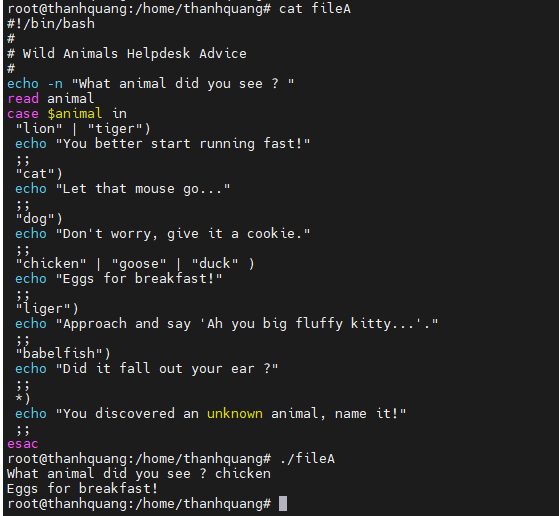 root@thanhquang:/home/thanhquang# cat fileA
#!/bin/bash
#
# Wild Animals Helpdesk Advice
#
echo -n "What animal did you see ? "
read animal
case $animal in
 "lion" | "tiger")
 echo "You better start running fast!"
 ;;
 "cat")
 echo "Let that mouse go..."
 ;;
 "dog")
 echo "Don't worry, give it a cookie."
 ;;
 "chicken" | "goose" | "duck" )
 echo "Eggs for breakfast!"
 ;;
 "liger")
 echo "Approach and say 'Ah you big fluffy kitty...'."
 ;;
 "babelfish")
 echo "Did it fall out your ear ?"
 ;;
 *)
 echo "You discovered an unknown animal, name it!"
 ;;
esac
root@thanhquang:/home/thanhquang# ./fileA
What animal did you see ? chicken
Eggs for breakfast!
root@thanhquang:/home/thanhquang#